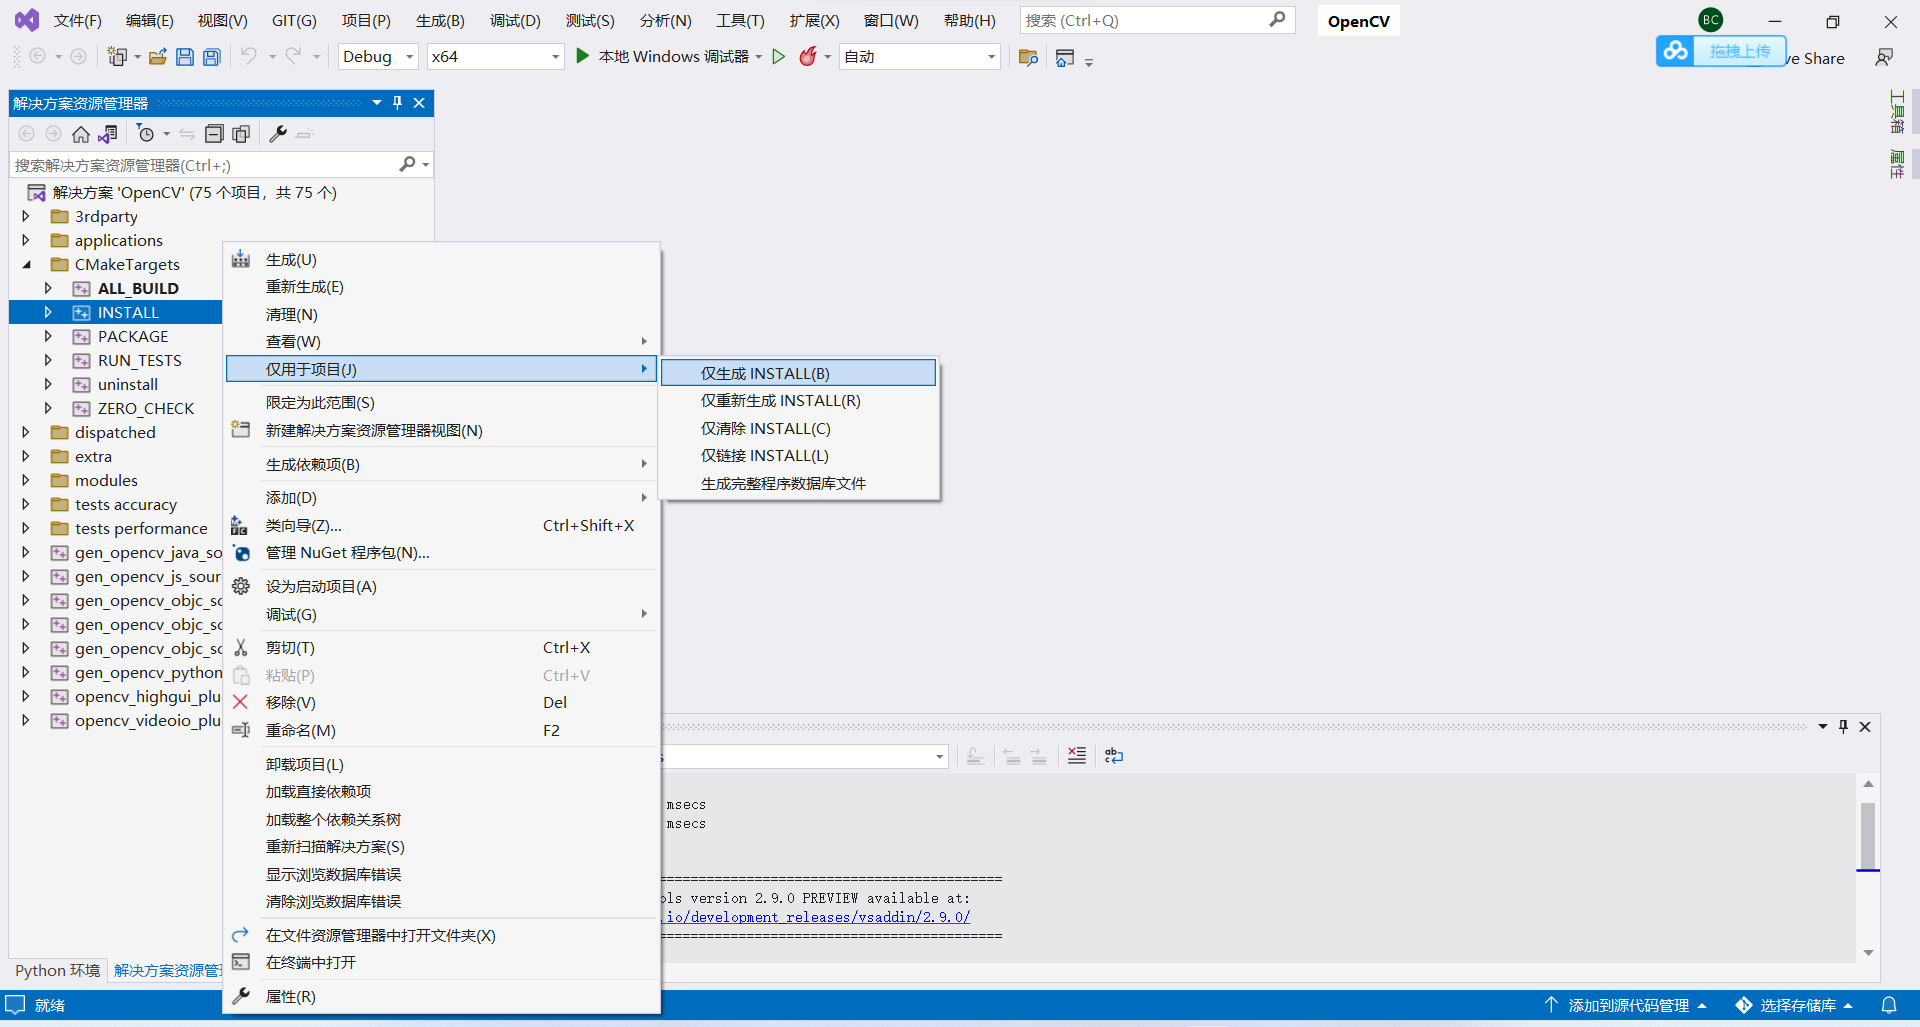 文件(F) 编辑(E) 视图(V) GIT(G) 项目(P) 生成(B) 调试(D) 测试(S) 分析(N) 工具(T) 扩展(X) 窗口(W) 帮助(H) 搜索 (Ctrl+Q) OpenCV BC
Debug x64 本地 Windows 调试器 自动 拖拽上传 ve Share
解决方案资源管理器
搜索解决方案资源管理器(Ctrl+;)
解决方案 'OpenCV' (75 个项目，共 75 个)
3rdparty
applications
CMakeTargets
ALL_BUILD
INSTALL
PACKAGE
RUN_TESTS
uninstall
ZERO_CHECK
dispatched
extra
modules
tests accuracy
tests performance
gen_opencv_java_so
gen_opencv_js_sour
gen_opencv_objc_sc
gen_opencv_objc_sc
gen_opencv_objc_sc
gen_opencv_python
opencv_highgui_plu
opencv_videoio_plu
生成(U)
重新生成(E)
清理(N)
查看(W)
仅用于项目(J)
限定为此范围(S)
新建解决方案资源管理器视图(N)
生成依赖项(B)
添加(D)
类向导(Z)... Ctrl+Shift+X
管理 NuGet 程序包(N)...
设为启动项目(A)
调试(G)
剪切(T) Ctrl+X
粘贴(P) Ctrl+V
移除(V) Del
重命名(M) F2
卸载项目(L)
加载直接依赖项
加载整个依赖关系树
重新扫描解决方案(S)
显示浏览数据库错误
清除浏览数据库错误
在文件资源管理器中打开文件夹(X)
在终端中打开
属性(R)
仅生成 INSTALL(B)
仅重新生成 INSTALL(R)
仅清除 INSTALL(C)
仅链接 INSTALL(L)
生成完整程序数据库文件
工具箱
属性
msecs
msecs
===========================================
ols version 2.9.0 PREVIEW available at:
.io/development_releases/vsaddin/2.9.0/
===========================================
Python 环境 解决方案资源管
就绪 添加到源代码管理 选择存储库